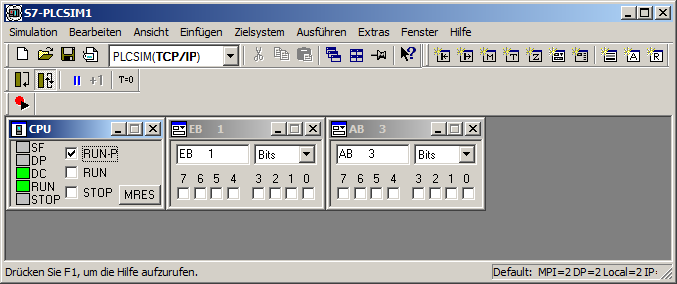 S7-PLCSIM1
Simulation Bearbeiten Ansicht Einfügen Zielsystem Ausführen Extras Fenster Hilfe
PLCSIM(TCP/IP)
+1 T=0
CPU EB 1 AB 3
SF
DP
DC
RUN
STOP
RUN-P
RUN
STOP
MRES
EB 1 Bits
7 6 5 4 3 2 1 0
AB 3 Bits
7 6 5 4 3 2 1 0
Drücken Sie F1, um die Hilfe aufzurufen. Default: MPI=2 DP=2 Local=2 IP=